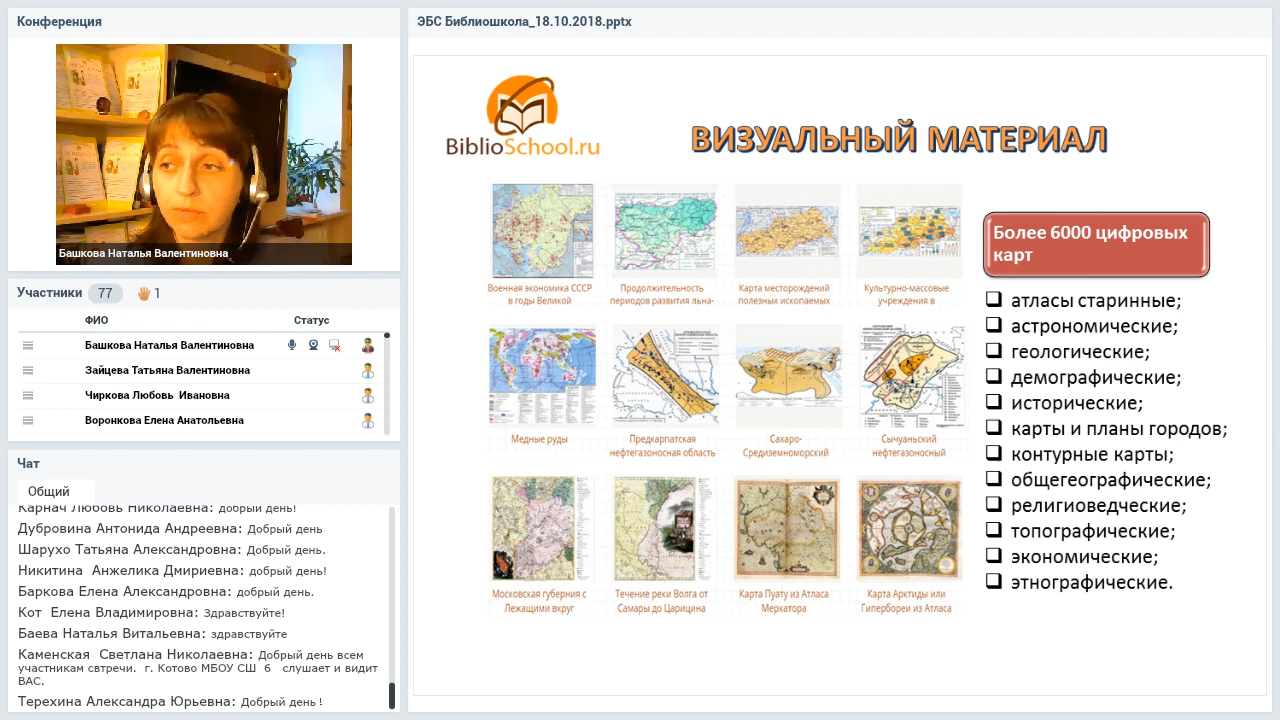 Конференция
Башкова Наталья Валентиновна
Участники 77 1
ФИО Статус
Башкова Наталья Валентиновна
Зайцева Татьяна Валентиновна
Чиркова Любовь Ивановна
Воронкова Елена Анатольевна
Чат
Общий
Карнач Любовь Николаевна: добрый день!
Дубровина Антонида Андреевна: Добрый день
Шарухо Татьяна Александровна: Добрый день.
Никитина Анжелика Дмириевна: добрый день!
Баркова Елена Александровна: добрый день.
Кот Елена Владимировна: Здравствуйте!
Баева Наталья Витальевна: здравствуйте
Каменская Светлана Николаевна: Добрый день всем
участникам свтречи. г. Котово МБОУ СШ 6 слушает и видит
ВАС.
Терехина Александра Юрьевна: Добрый день !
ЭБС Библиошкола_18.10.2018.pptx
BiblioSchool.ru
ВИЗУАЛЬНЫЙ МАТЕРИАЛ
Военная экономика СССР
в годы Великой
Продолжительность
периодов развития льна-
Карта месторождений
полезных ископаемых
Культурно-массовые
учреждения в
Медные руды
Предкарпатская
нефтегазоносная область
Сахаро-
Средиземноморский
Сычуаньский
нефтегазоносный
Московская губерния с
Лежащими вкруг
Течение реки Волга от
Самары до Царицина
Карта Пуату из Атласа
Меркатора
Карта Арктиды или
Гипербореи из Атласа
Более 6000 цифровых
карт
атласы старинные;
астрономические;
геологические;
демографические;
исторические;
карты и планы городов;
контурные карты;
общегеографические;
религиоведческие;
топографические;
экономические;
этнографические.